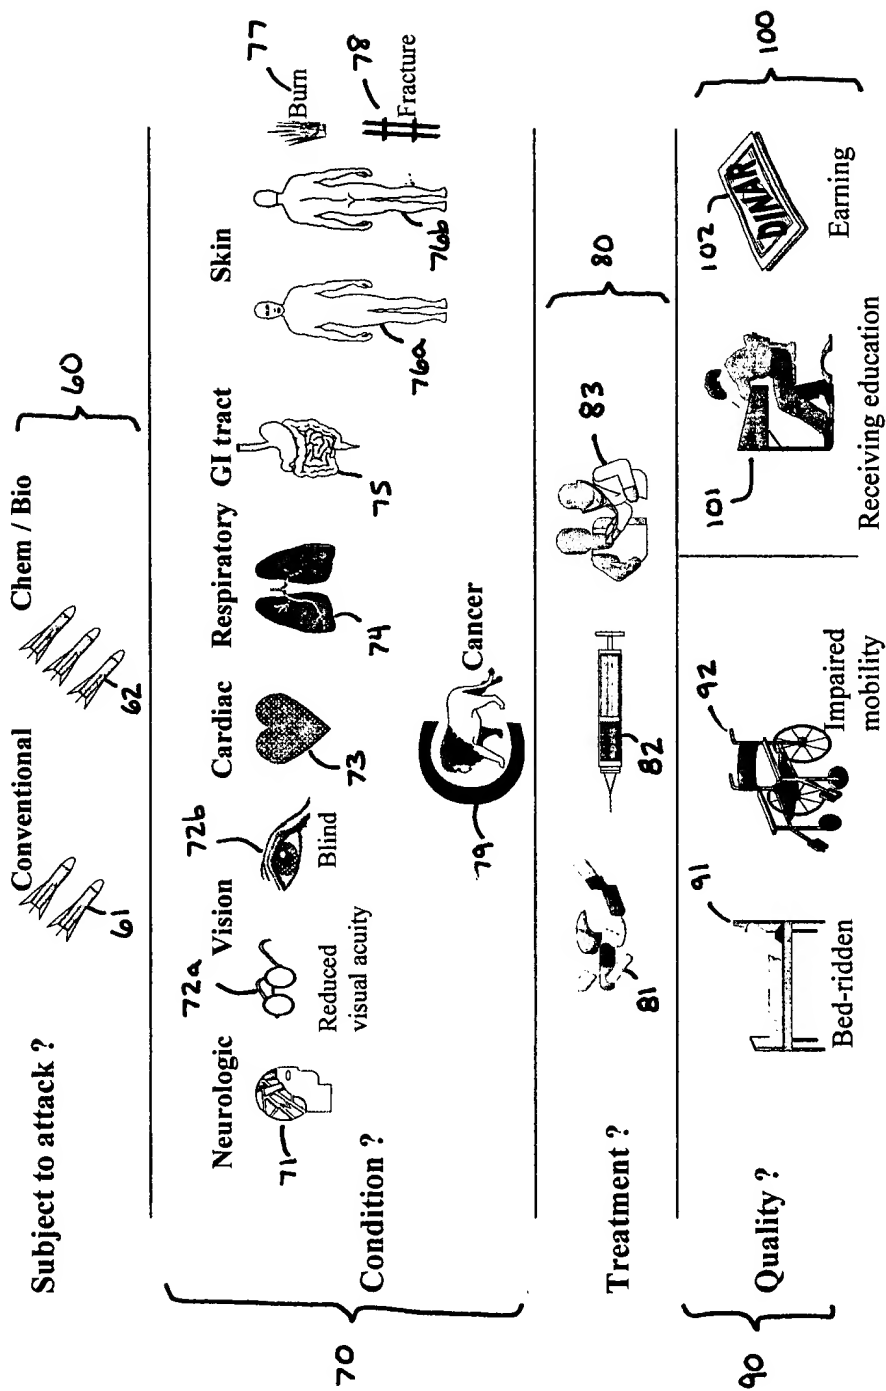 Subject to attack ?
Conventional
Chem / Bio
60
61
62
70
Condition ?
Neurologic
Vision
Cardiac
Respiratory
GI tract
Skin
71
72a
Reduced
visual acuity
72b
Blind
73
74
75
76a
76b
77
Burn
78
Fracture
79
Cancer
Treatment ?
80
81
82
83
90
Quality ?
91
Bed-ridden
92
Impaired
mobility
100
101
Receiving education
102
DINAR
Earning